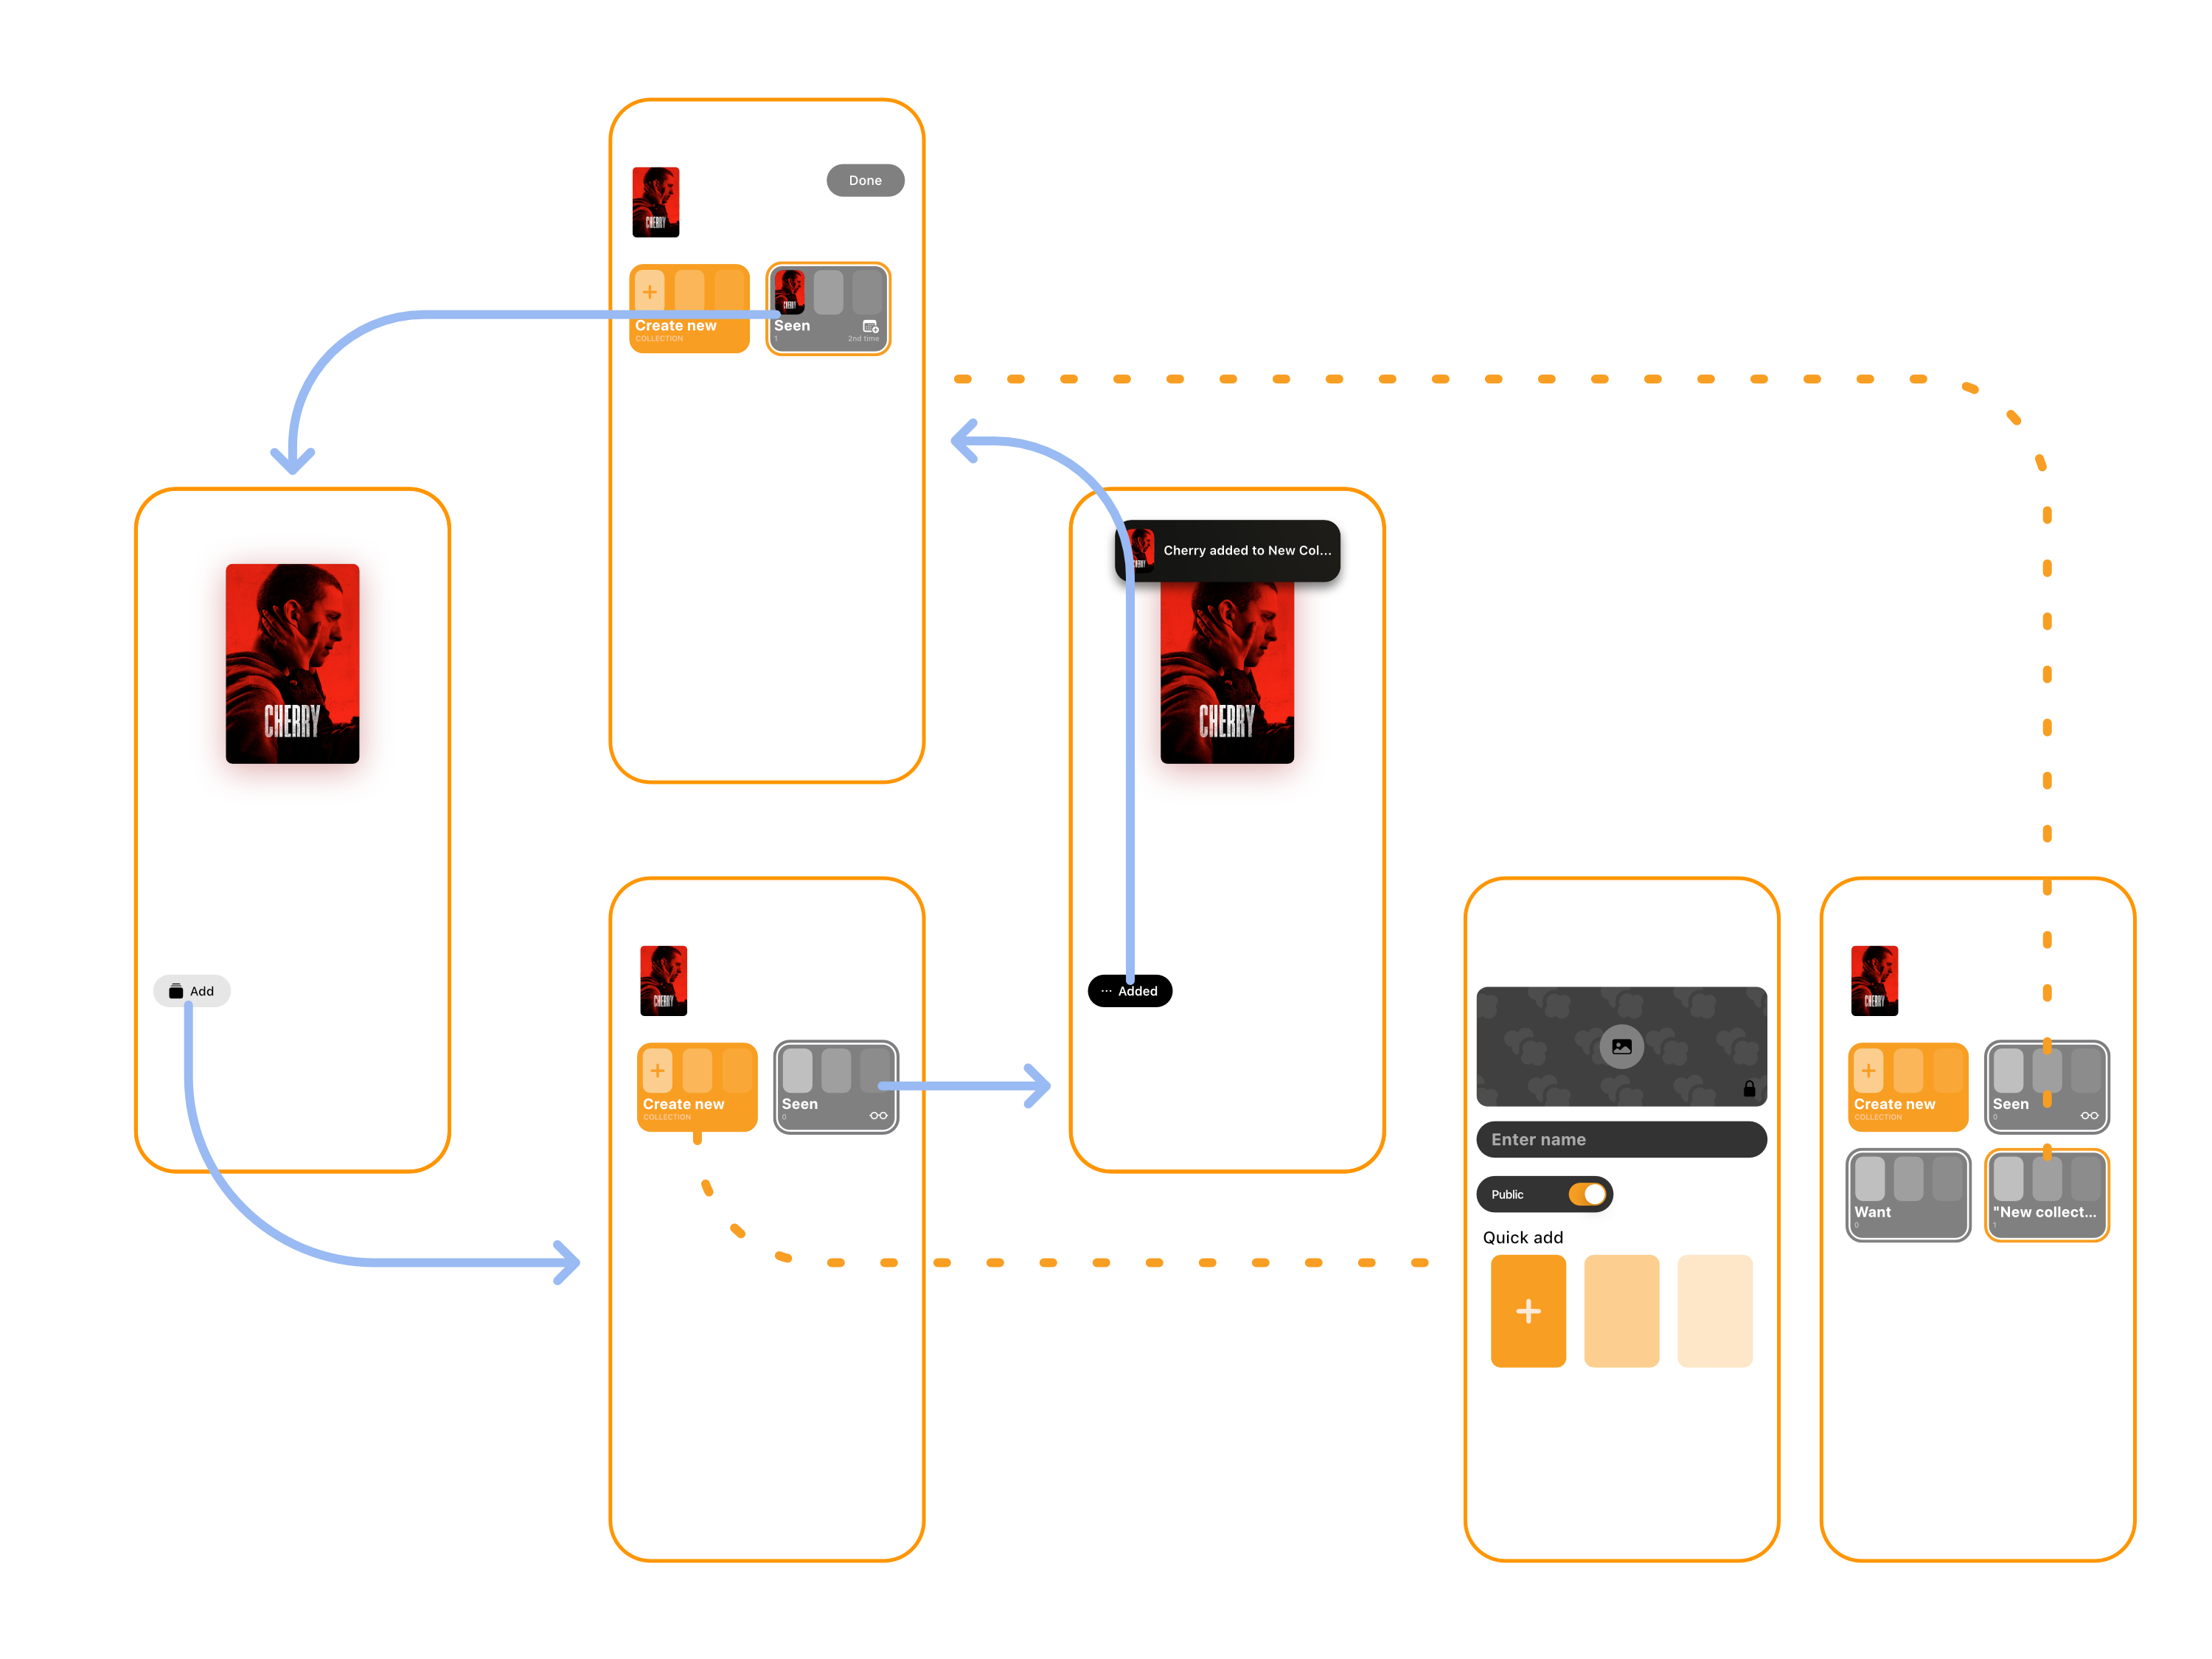 CHERRY
Done
Create new
COLLECTION
CHERRY
Seen
1
2nd time
CHERRY
Add
CHERRY
Cherry added to New Col...
CHERRY
CHERRY
··· Added
Create new
COLLECTION
Seen
0
CHERRY
Enter name
Public
Quick add
CHERRY
Create new
COLLECTION
Seen
0
Want
0
"New collect...
1